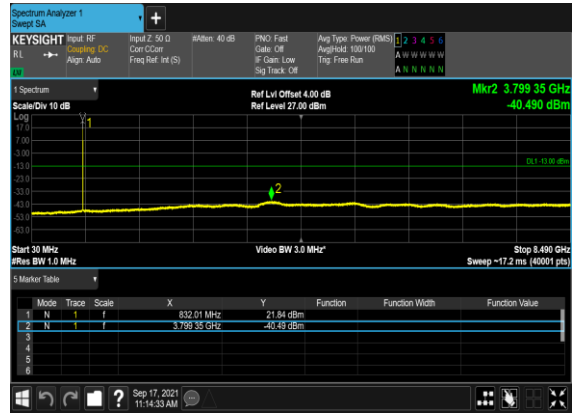 Spectrum Analyzer 1
Swept SA
+
KEYSIGHT Input: RF Input Z: 50 Ω #Atten: 40 dB PNO: Fast Avg Type: Power (RMS) 1 2 3 4 5 6
RL Coupling: DC Corr CCorr Gate: Off Avg|Hold: 100/100 A W W W W W
Align: Auto Freq Ref: Int (S) IF Gain: Low Trig: Free Run
Sig Track: Off A N N N N N
1 Spectrum
Ref Lvl Offset 4.00 dB Mkr2 3.799 35 GHz
Scale/Div 10 dB Ref Level 27.00 dBm -40.490 dBm
Log
17.0
7.00
-3.00
-13.0
-23.0
-33.0
-43.0
-53.0
-63.0
1
DL1 -13.00 dBm
2
Start 30 MHz Video BW 3.0 MHz* Stop 8.490 GHz
#Res BW 1.0 MHz Sweep ~17.2 ms (40001 pts)
5 Marker Table
Mode Trace Scale X Y Function Function Width Function Value
1 N 1 f 832.01 MHz 21.84 dBm
2 N 1 f 3.799 35 GHz -40.49 dBm
3
4
5
6
? Sep 17, 2021
11:14:33 AM